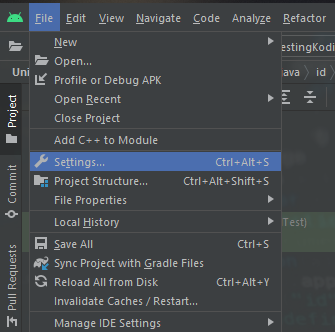 File Edit View Navigate Code Analyze Refactor
New
Open...
Profile or Debug APK
Open Recent
Close Project
Add C++ to Module
Settings... Ctrl+Alt+S
Project Structure... Ctrl+Alt+Shift+S
File Properties
Local History
Save All Ctrl+S
Sync Project with Gradle Files
Reload All from Disk Ctrl+Alt+Y
Invalidate Caches / Restart...
Manage IDE Settings
Uni
estingKodi
java
id
Test)
app
Project
Commit
Pull Requests